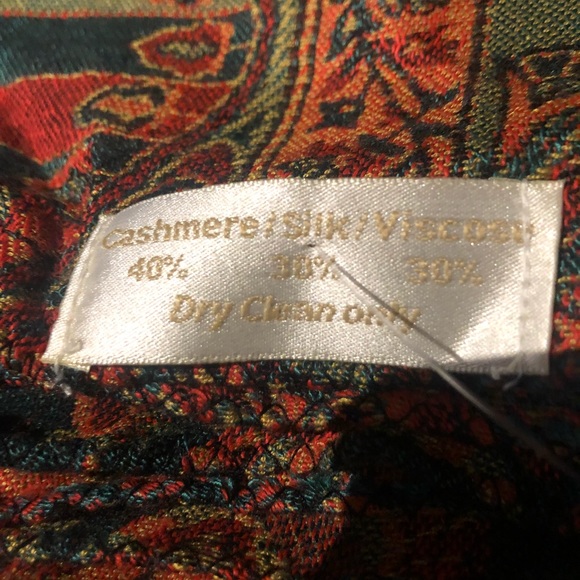 Cashmere/Silk/Viscose
40% 30% 30%
Dry Clean only